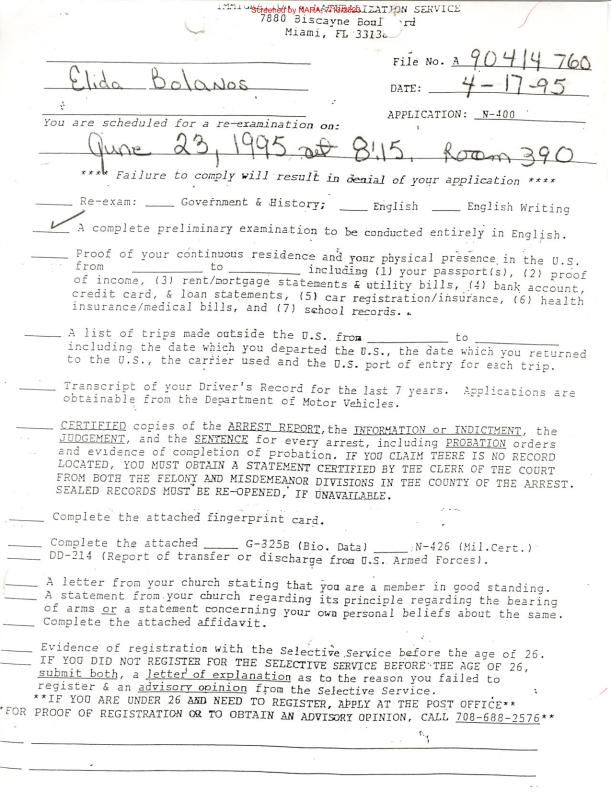 IMMIGRATION NATURALIZATION SERVICE
Screened by NARA
7880 Biscayne Boul rd
Miami, FL 3313
File No. A 90414 760
Elida Bolanos
DATE: 4-17-95
APPLICATION: N-400
You are scheduled for a re-examination on:
June 23, 1995 at 8:15. Room 390
**** Failure to comply will result in denial of your application ****
____ Re-exam: ____ Government & History; ____ English ____ English Writing
✓ A complete preliminary examination to be conducted entirely in English.
____ Proof of your continuous residence and your physical presence in the U.S.
from __________ to __________ including (1) your passport(s), (2) proof
of income, (3) rent/mortgage statements & utility bills, (4) bank account,
credit card, & loan statements, (5) car registration/insurance, (6) health
insurance/medical bills, and (7) school records.
____ A list of trips made outside the U.S. from __________ to __________
including the date which you departed the U.S., the date which you returned
to the U.S., the carrier used and the U.S. port of entry for each trip.
____ Transcript of your Driver's Record for the last 7 years. Applications are
obtainable from the Department of Motor Vehicles.
____ CERTIFIED copies of the ARREST REPORT, the INFORMATION or INDICTMENT, the
JUDGEMENT, and the SENTENCE for every arrest, including PROBATION orders
and evidence of completion of probation. IF YOU CLAIM THERE IS NO RECORD
LOCATED, YOU MUST OBTAIN A STATEMENT CERTIFIED BY THE CLERK OF THE COURT
FROM BOTH THE FELONY AND MISDEMEANOR DIVISIONS IN THE COUNTY OF THE ARREST.
SEALED RECORDS MUST BE RE-OPENED, IF UNAVAILABLE.
____ Complete the attached fingerprint card.
____ Complete the attached ____ G-325B (Bio. Data) ____ N-426 (Mil.Cert.)
____ DD-214 (Report of transfer or discharge from U.S. Armed Forces).
____ A letter from your church stating that you are a member in good standing.
____ A statement from your church regarding its principle regarding the bearing
of arms or a statement concerning your own personal beliefs about the same.
____ Complete the attached affidavit.
____ Evidence of registration with the Selective Service before the age of 26.
____ IF YOU DID NOT REGISTER FOR THE SELECTIVE SERVICE BEFORE THE AGE OF 26,
submit both, a letter of explanation as to the reason you failed to
register & an advisory opinion from the Selective Service.
**IF YOU ARE UNDER 26 AND NEED TO REGISTER, APPLY AT THE POST OFFICE**
*FOR PROOF OF REGISTRATION OR TO OBTAIN AN ADVISORY OPINION, CALL 708-688-2576**